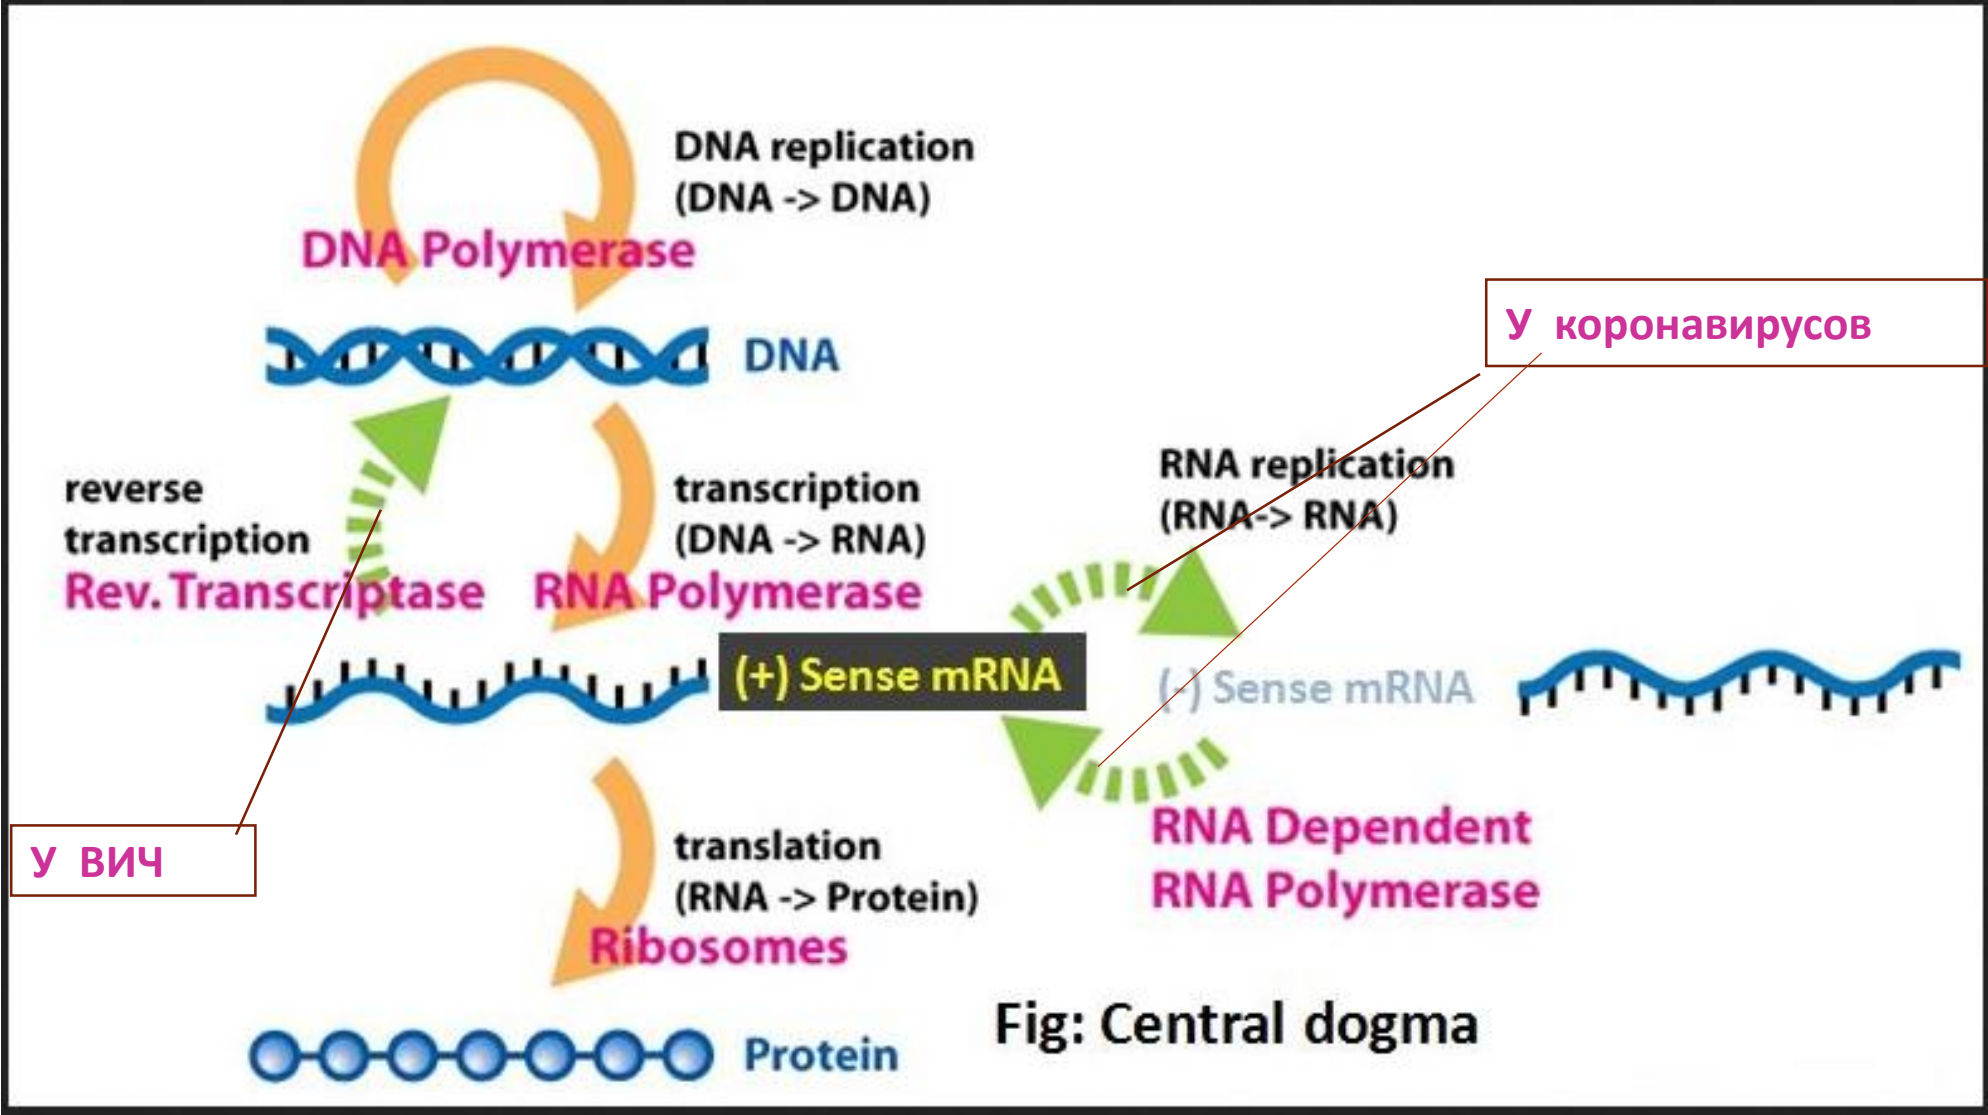 DNA replication
(DNA -> DNA)
DNA Polymerase
DNA
У коронавирусов
reverse
transcription
Rev. Transcriptase
transcription
(DNA -> RNA)
RNA Polymerase
RNA replication
(RNA-> RNA)
(+) Sense mRNA
(-) Sense mRNA
У ВИЧ
translation
(RNA -> Protein)
Ribosomes
RNA Dependent
RNA Polymerase
Protein
Fig: Central dogma